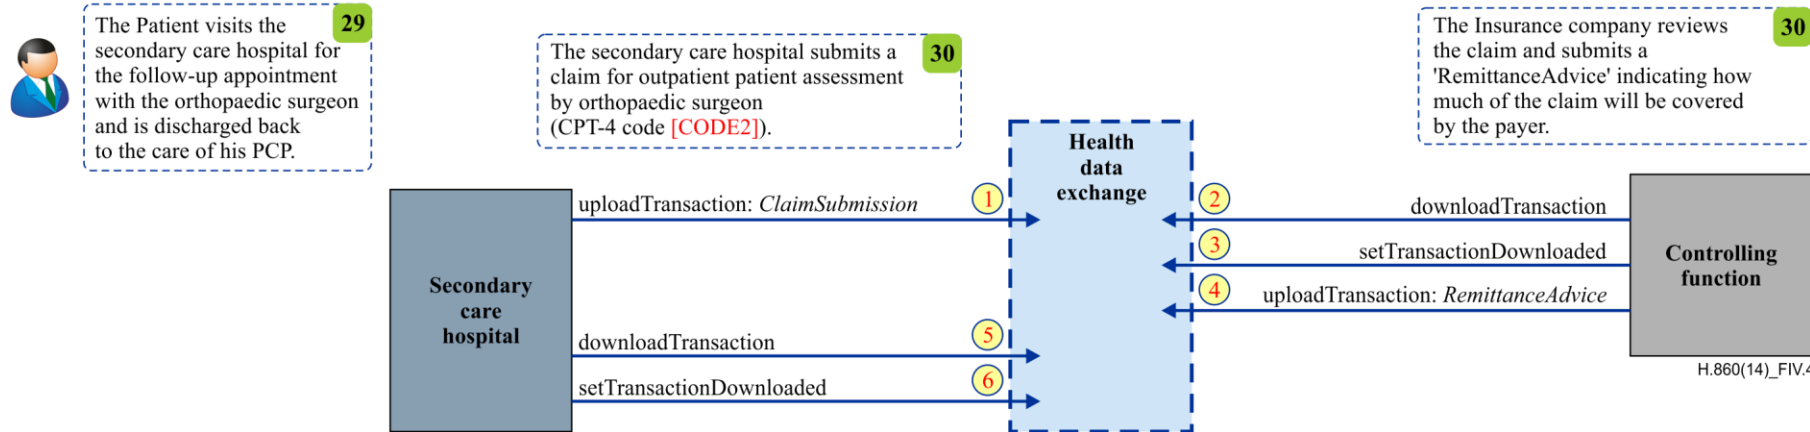 The Patient visits the
secondary care hospital for
the follow-up appointment
with the orthopaedic surgeon
and is discharged back
to the care of his PCP.
29
The secondary care hospital submits a
claim for outpatient patient assessment
by orthopaedic surgeon
(CPT-4 code [CODE2]).
30
The Insurance company reviews
the claim and submits a
'RemittanceAdvice' indicating how
much of the claim will be covered
by the payer.
30
Health
data
exchange
Secondary
care
hospital
Controlling
function
uploadTransaction: ClaimSubmission
1
2
downloadTransaction
3
setTransactionDownloaded
4
uploadTransaction: RemittanceAdvice
downloadTransaction
5
setTransactionDownloaded
6
H.860(14)_FIV.4